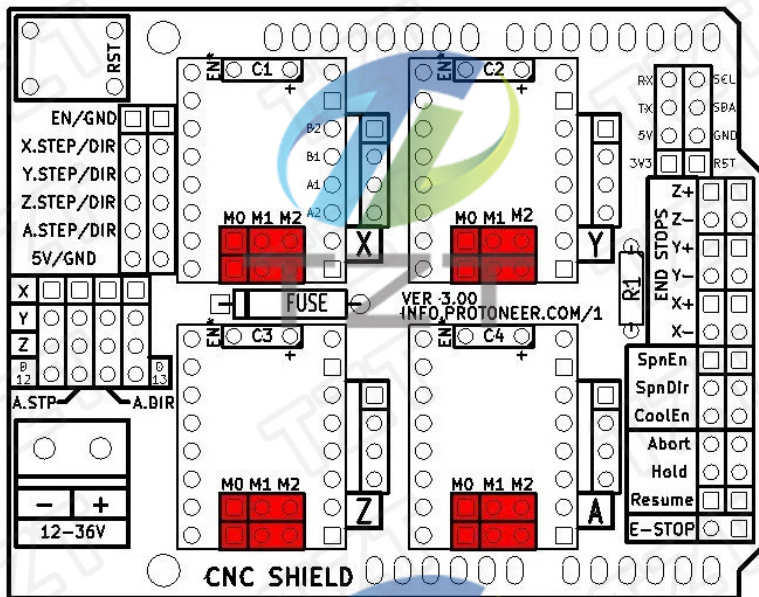 RST
EN*
C1
+
EN*
C2
+
RX
SCL
TX
SDA
5V
GND
3V3
RST
EN/GND
X.STEP/DIR
Y.STEP/DIR
Z.STEP/DIR
A.STEP/DIR
5V/GND
B2
B1
A1
A2
M0 M1 M2
X
M0 M1 M2
Y
TZT
END STOPS
Z+
Z-
Y+
Y-
X+
X-
R1
X
Y
Z
D12
D13
A.STP
A.DIR
FUSE
VER 3.00
INFO.PROTONEER.COM/1
EN*
C3
+
EN*
C4
+
SpnEn
SpnDir
CoolEn
Abort
Hold
Resume
E-STOP
- +
12-36V
M0 M1 M2
Z
M0 M1 M2
A
CNC SHIELD